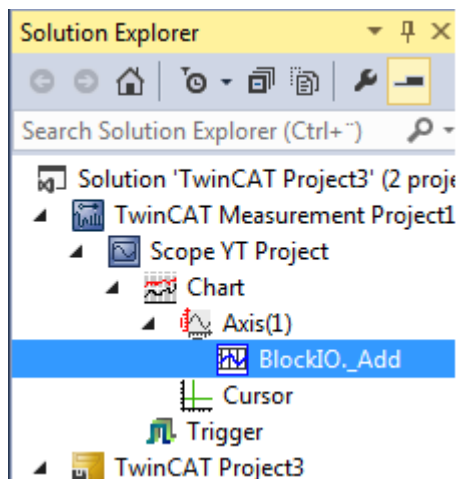 Solution Explorer
Search Solution Explorer (Ctrl+¨)
Solution 'TwinCAT Project3' (2 proje
TwinCAT Measurement Project1
Scope YT Project
Chart
Axis(1)
BlockIO._Add
Cursor
Trigger
TwinCAT Project3